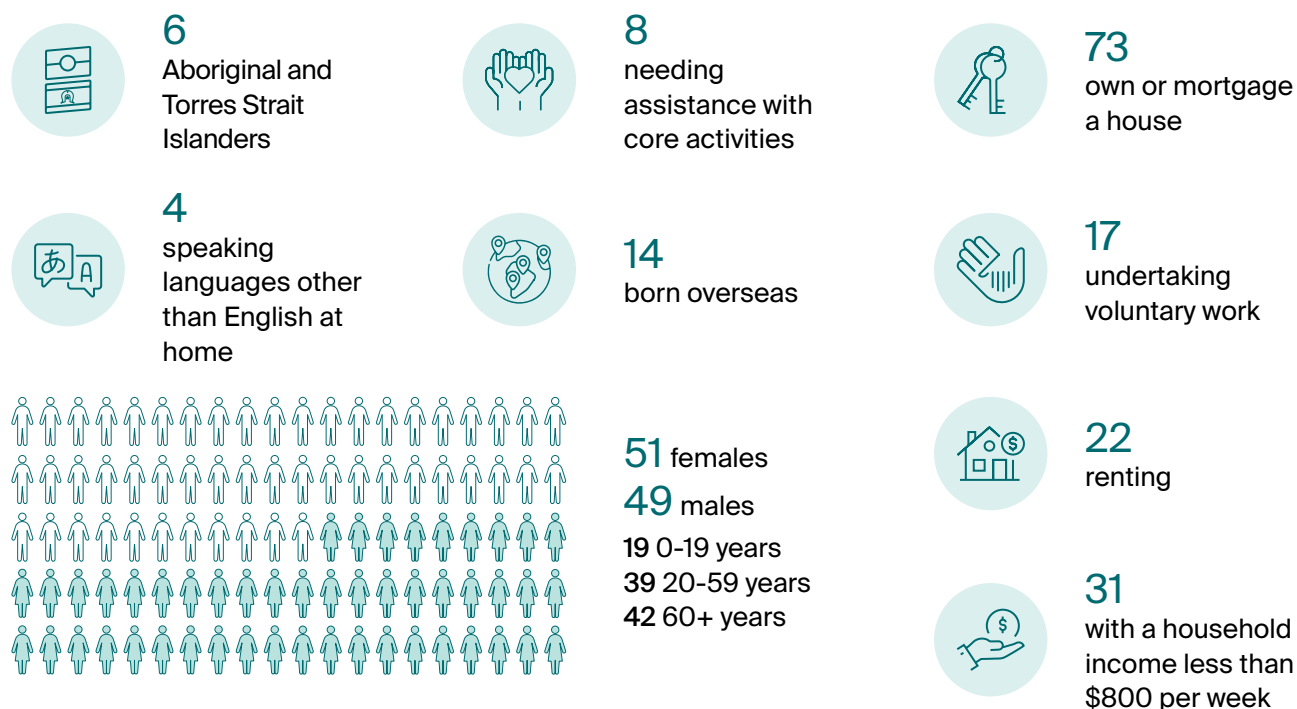 6
Aboriginal and
Torres Strait
Islanders
8
needing
assistance with
core activities
73
own or mortgage
a house
あ A
4
speaking
languages other
than English at
home
14
born overseas
17
undertaking
voluntary work
51 females
49 males
19 0-19 years
39 20-59 years
42 60+ years
$
22
renting
$
31
with a household
income less than
$800 per week